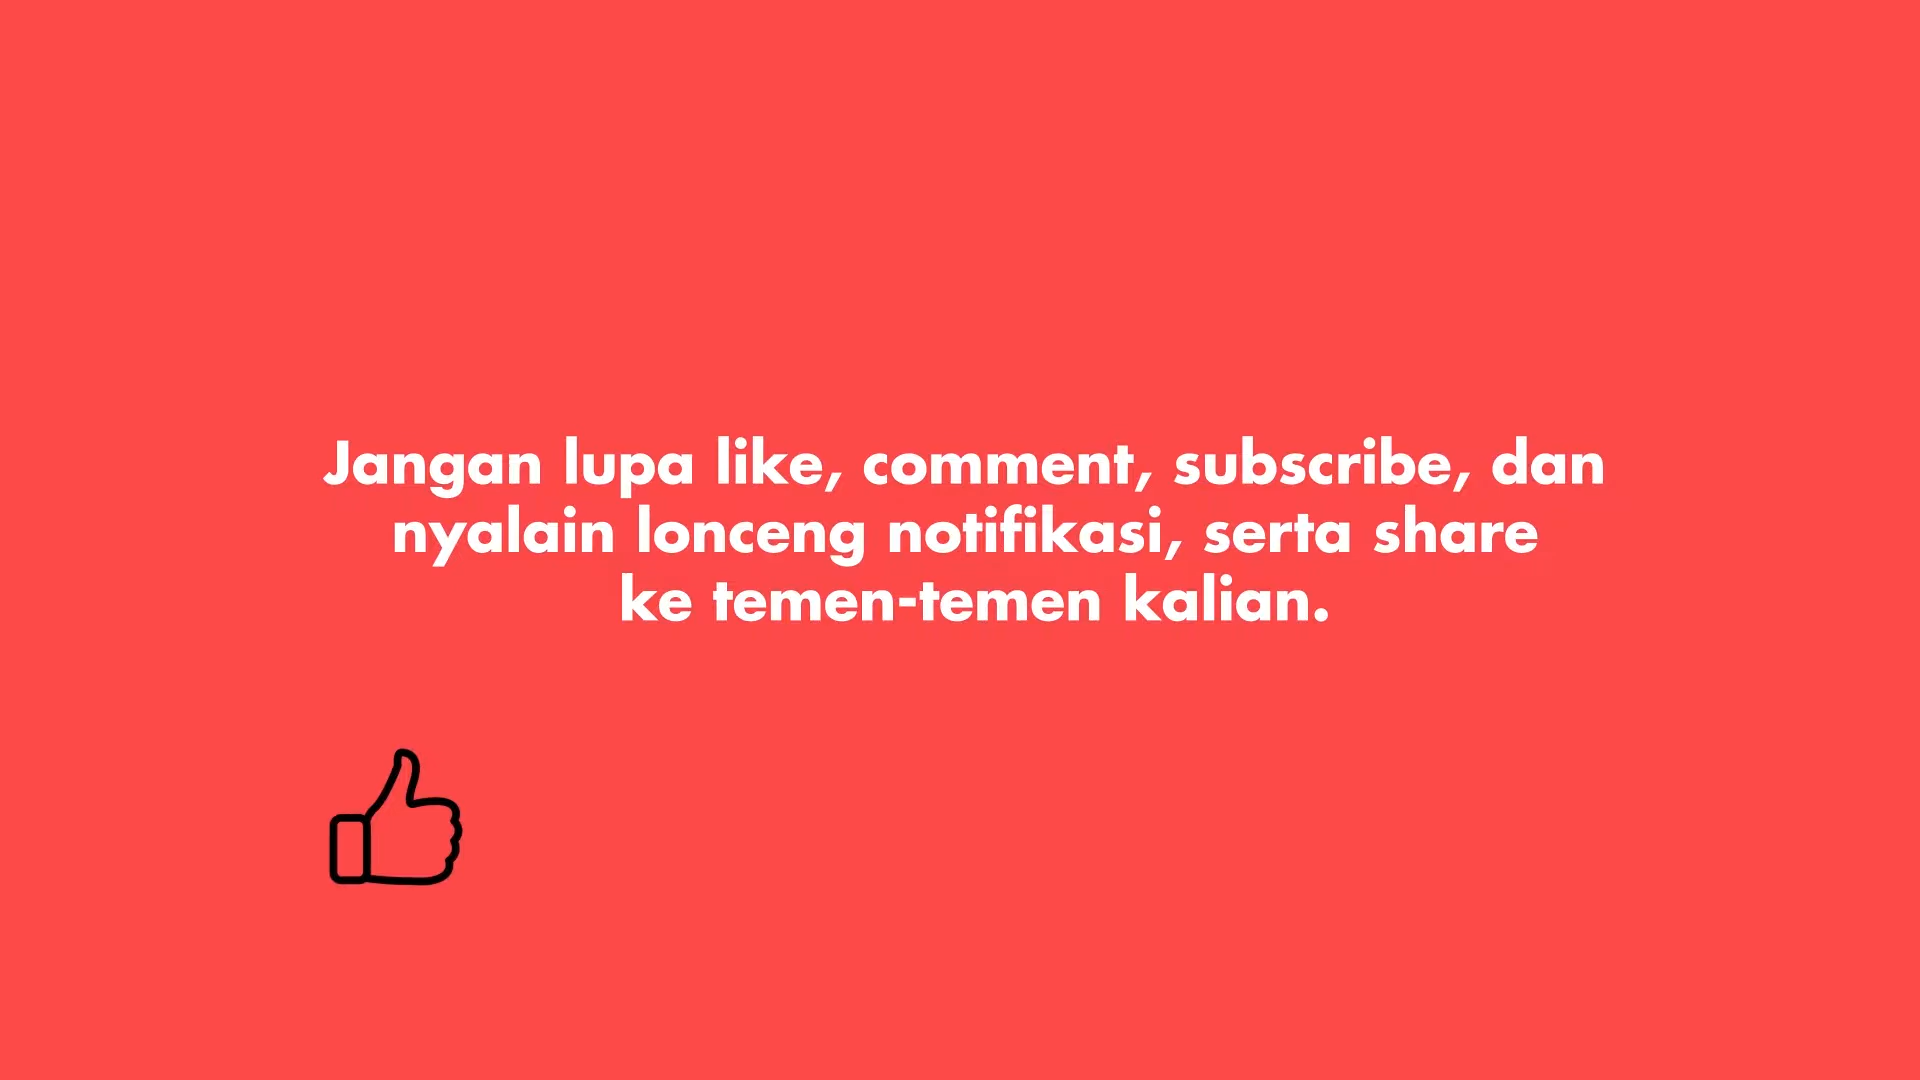 Jangan lupa like, comment, subscribe, dan
nyalain lonceng notifikasi, serta share
ke temen-temen kalian.